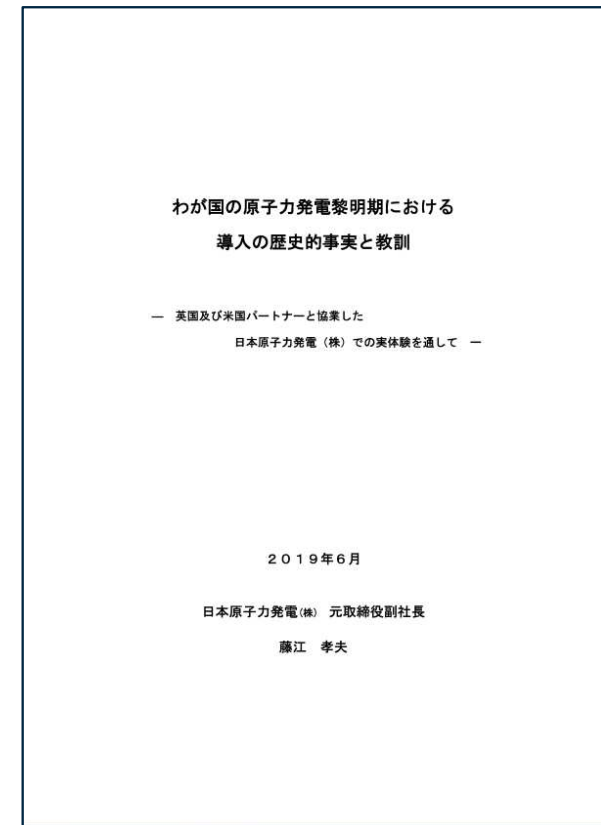 わが国の原子力発電黎明期における
導入の歴史的事実と教訓
― 英国及び米国パートナーと協業した
日本原子力発電（株）での実体験を通して ―
２０１９年６月
日本原子力発電㈱ 元取締役副社長
藤江 孝夫